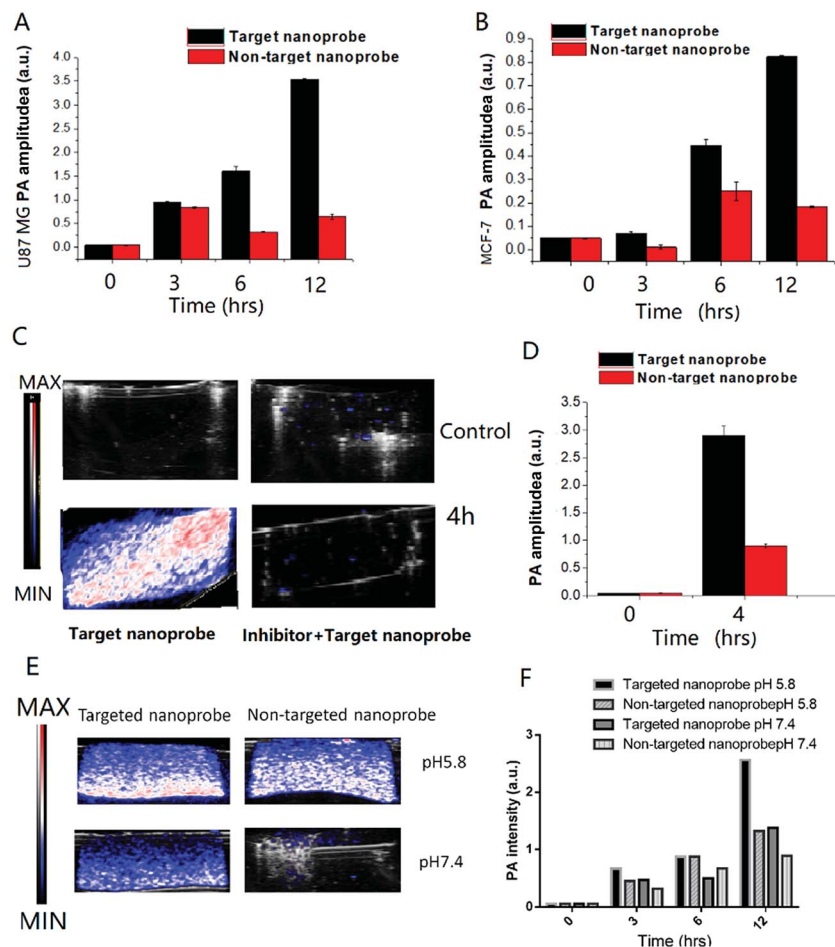 A
Target nanoprobe
Non-target nanoprobe
U87 MG PA amplitudea (a.u.)
4.0
3.5
3.0
2.5
2.0
1.5
1.0
0.5
0.0
0 3 6 12
Time (hrs)
B
Target nanoprobe
Non-target nanoprobe
MCF-7 PA amplitudea (a.u.)
0.9
0.8
0.7
0.6
0.5
0.4
0.3
0.2
0.1
0.0
0 3 6 12
Time (hrs)
C
MAX
MIN
Control
4h
Target nanoprobe Inhibitor+Target nanoprobe
D
Target nanoprobe
Non-target nanoprobe
PA amplitudea (a.u.)
3.5
3.0
2.5
2.0
1.5
1.0
0.5
0.0
0 4
Time (hrs)
E
MAX
MIN
Targeted nanoprobe Non-targeted nanoprobe
pH5.8
pH7.4
F
Targeted nanoprobe pH 5.8
Non-targeted nanoprobepH 5.8
Targeted nanoprobe pH 7.4
Non-targeted nanoprobepH 7.4
PA intensity (a.u.)
2
1
0
0 3 6 12
Time (hrs)